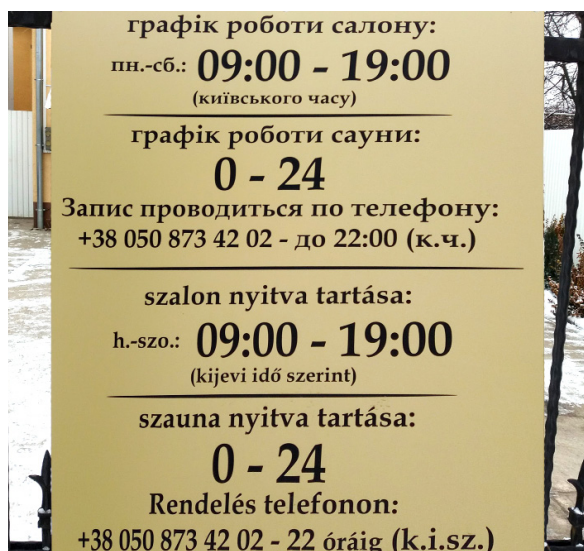 графік роботи салону:
пн.-сб.: 09:00 - 19:00
(київського часу)
графік роботи сауни:
0 - 24
Запис проводиться по телефону:
+38 050 873 42 02 - до 22:00 (к.ч.)
szalon nyitva tartása:
h.-szo.: 09:00 - 19:00
(kijevi idő szerint)
szauna nyitva tartása:
0 - 24
Rendelés telefonon:
+38 050 873 42 02 - 22 óráig (k.i.sz.)